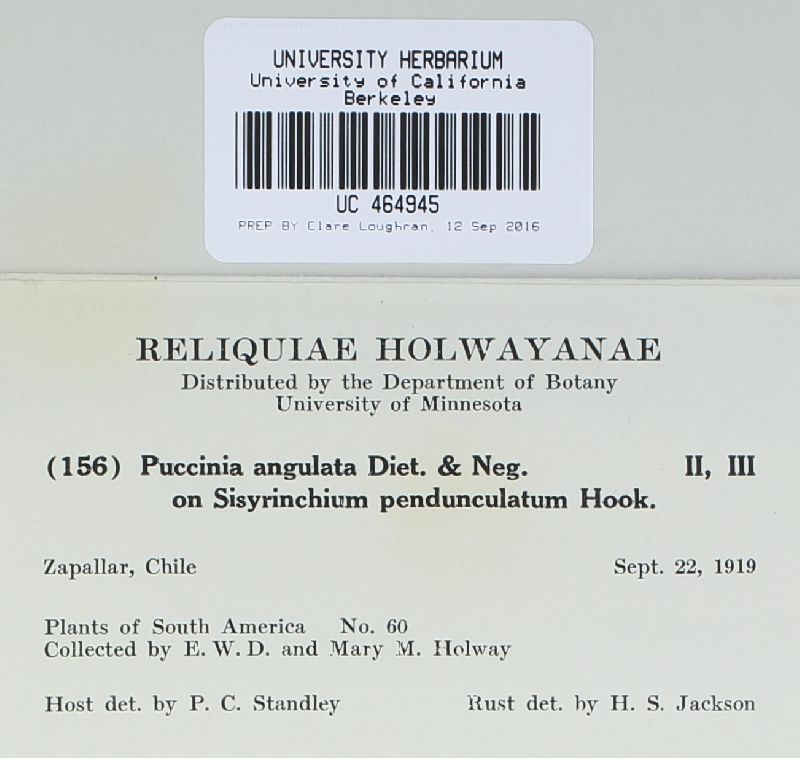 UNIVERSITY HERBARIUM
University of California
Berkeley
UC 464945
PREP BY Clare Loughran, 12 Sep 2016
RELIQUIAE HOLWAYANAE
Distributed by the Department of Botany
University of Minnesota
(156) Puccinia angulata Diet. & Neg. II, III
on Sisyrinchium pendunculatum Hook.
Zapallar, Chile Sept. 22, 1919
Plants of South America No. 60
Collected by E. W. D. and Mary M. Holway
Host det. by P. C. Standley Rust det. by H. S. Jackson